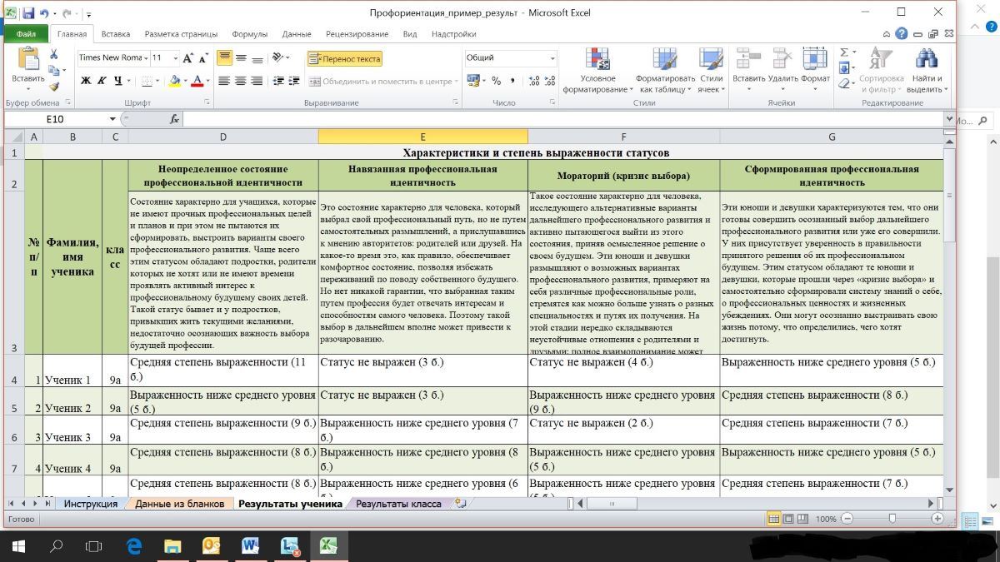 Профориентация_пример_результ - Microsoft Excel
Файл
Главная
Вставка
Разметка страницы
Формулы
Данные
Рецензирование
Вид
Надстройки
Вставить
Times New Roma
11
Ж К Ч
Перенос текста
Объединить и поместить в центре
Общий
Условное форматирование
Форматировать как таблицу
Стили ячеек
Вставить
Удалить
Формат
Сортировка и фильтр
Найти и выделить
Буфер обмена
Шрифт
Выравнивание
Число
Стили
Ячейки
Редактирование
E10
fx
A B C D E F G
1
Характеристики и степень выраженности статусов
2
№ п/п
Фамилия,
имя
ученика
кла
сс
Неопределенное состояние
профессиональной идентичности
Навязанная профессиональная
идентичность
Мораторий (кризис выбора)
Сформированная профессиональная
идентичность
3
Состояние характерно для учащихся, которые
не имеют прочных профессиональных целей
и планов и при этом не пытаются их
сформировать, выстроить варианты своего
профессионального развития. Чаще всего
этим статусом обладают подростки, родители
которых не хотят или не имеют времени
проявлять активный интерес к
профессиональному будущему своих детей.
Такой статус бывает и у подростков,
привыкших жить текущими желаниями,
недостаточно осознающих важность выбора
будущей профессии.
Это состояние характерно для человека, который
выбрал свой профессиональный путь, но не путем
самостоятельных размышлений, а прислушавшись
к мнению авторитетов: родителей или друзей. На
какое-то время это, как правило, обеспечивает
комфортное состояние, позволяя избежать
переживаний по поводу собственного будущего.
Но нет никакой гарантии, что выбранная таким
путем профессия будет отвечать интересам и
способностям самого человека. Поэтому такой
выбор в дальнейшем вполне может привести к
разочарованию.
Такое состояние характерно для человека,
исследующего альтернативные варианты
дальнейшего профессионального развития и
активно пытающегося выйти из этого
состояния, приняв осмысленное решение о
своем будущем. Эти юноши и девушки
размышляют о возможных вариантах
профессионального развития, примеряют на
себя различные профессиональные роли,
стремятся как можно больше узнать о разных
специальностях и путях их получения. На
этой стадии нередко складываются
неустойчивые отношения с родителями и
друзьями: полное взаимопонимание может
Эти юноши и девушки характеризуются тем, что они
готовы совершить осознанный выбор дальнейшего
профессионального развития или уже его совершили.
У них присутствует уверенность в правильности
принятого решения об их профессиональном
будущем. Этим статусом обладают те юноши и
девушки, которые прошли через «кризис выбора» и
самостоятельно сформировали систему знаний о себе,
о профессиональных ценностях и жизненных
убеждениях. Они могут осознанно выстраивать свою
жизнь потому, что определились, чего хотят
достигнуть.
4
1 Ученик 1 9а
Средняя степень выраженности (11
б.)
Статус не выражен (3 б.)
Статус не выражен (4 б.)
Выраженность ниже среднего уровня (5 б.)
5
2 Ученик 2 9а
Выраженность ниже среднего уровня
(5 б.)
Статус не выражен (3 б.)
Выраженность ниже среднего уровня
(9 б.)
Средняя степень выраженности (8 б.)
6
3 Ученик 3 9а
Средняя степень выраженности (9 б.)
Выраженность ниже среднего уровня (7
б.)
Статус не выражен (2 б.)
Средняя степень выраженности (7 б.)
7
4 Ученик 4 9а
Средняя степень выраженности (8 б.)
Выраженность ниже среднего уровня (8
б.)
Выраженность ниже среднего уровня
(5 б.)
Выраженность ниже среднего уровня (5 б.)
Средняя степень выраженности (8 б.)
Выраженность ниже среднего уровня (6
Выраженность ниже среднего уровня
Средняя степень выраженности (7 б.)
Инструкция
Данные из бланков
Результаты ученика
Результаты класса
Готово
100%